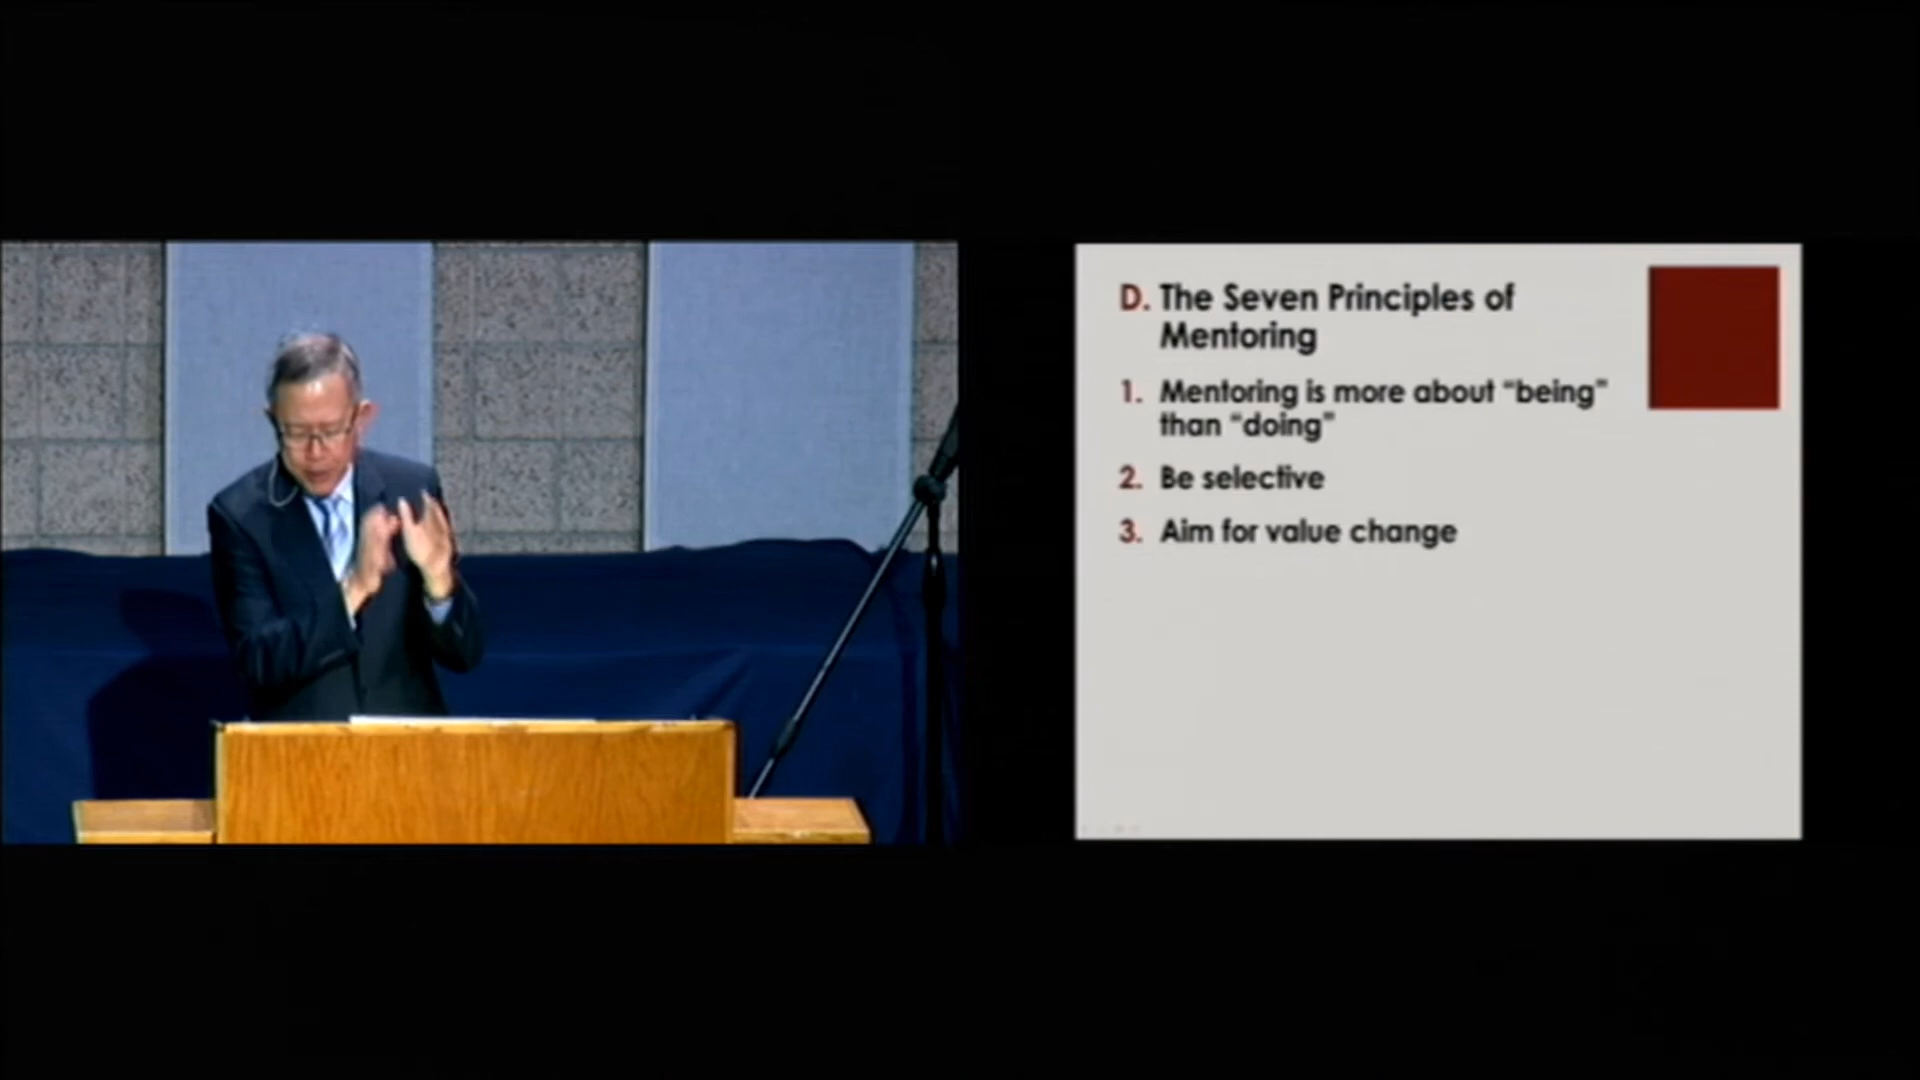 D. The Seven Principles of
Mentoring
1. Mentoring is more about “being”
than “doing”
2. Be selective
3. Aim for value change